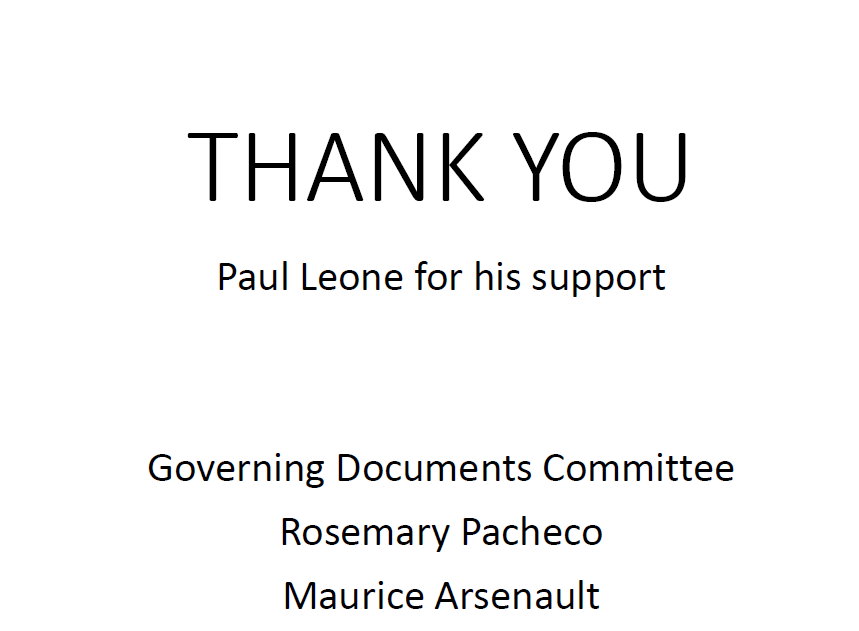 THANK YOU
Paul Leone for his support
Governing Documents Committee
Rosemary Pacheco
Maurice Arsenault